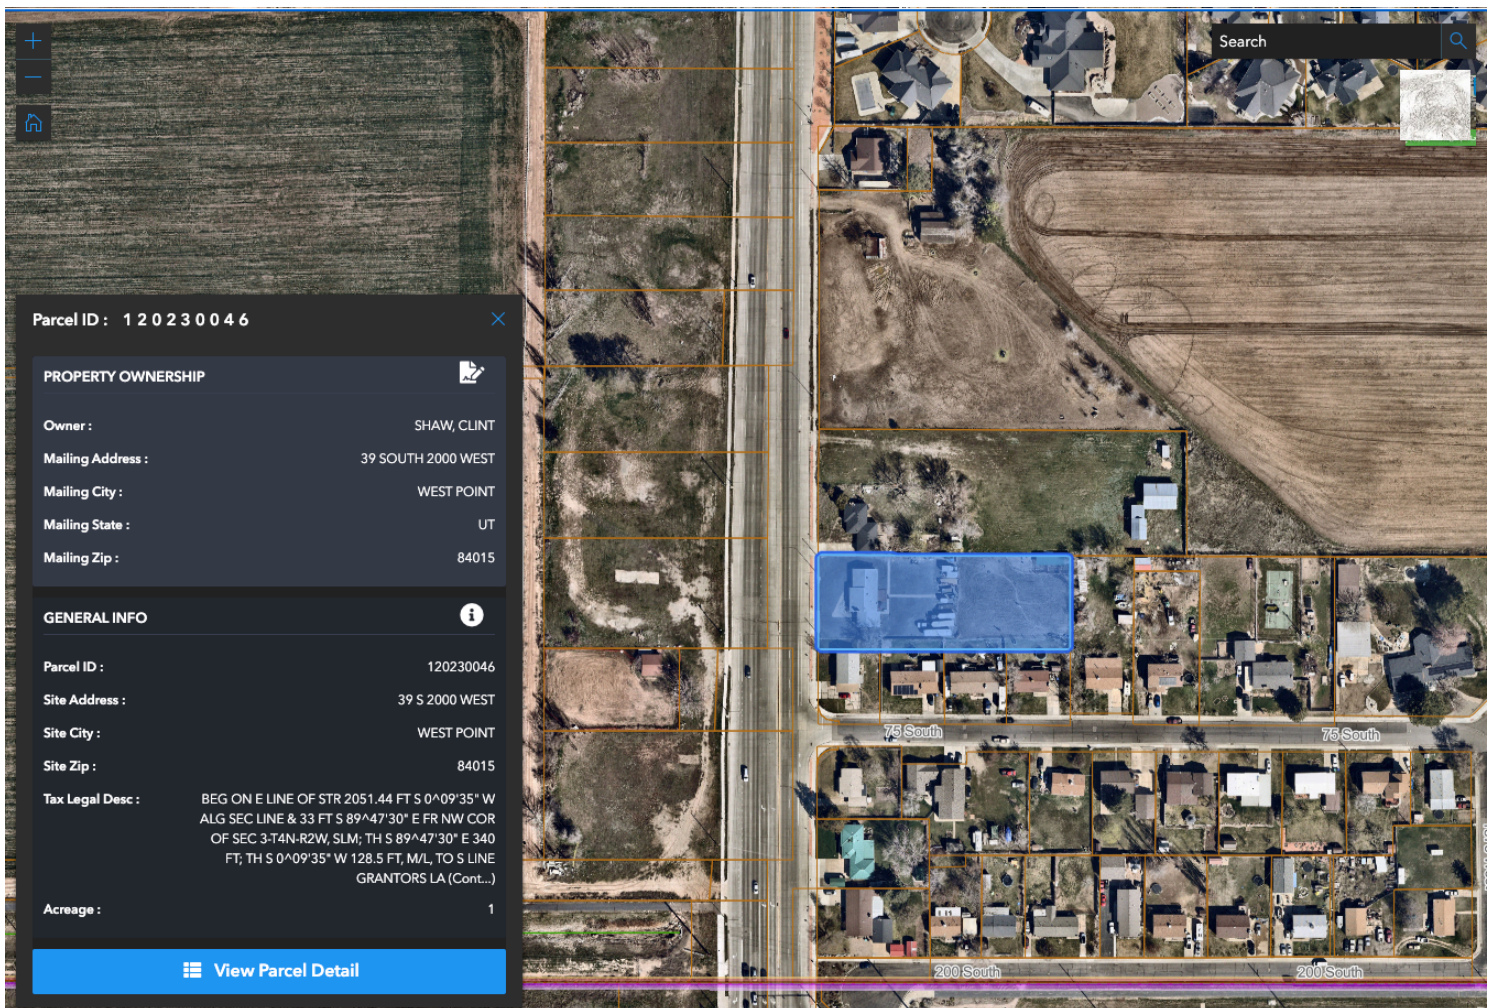 Search
Parcel ID : 120230046
PROPERTY OWNERSHIP
Owner : SHAW, CLINT
Mailing Address : 39 SOUTH 2000 WEST
Mailing City : WEST POINT
Mailing State : UT
Mailing Zip : 84015
GENERAL INFO
Parcel ID : 120230046
Site Address : 39 S 2000 WEST
Site City : WEST POINT
Site Zip : 84015
Tax Legal Desc : BEG ON E LINE OF STR 2051.44 FT S 0^09'35" W
ALG SEC LINE & 33 FT S 89^47'30" E FR NW COR
OF SEC 3-T4N-R2W, SLM; TH S 89^47'30" E 340
FT; TH S 0^09'35" W 128.5 FT, M/L, TO S LINE
GRANTORS LA (Cont...)
Acreage : 1
View Parcel Detail
75 South
75 South
200 South
200 South